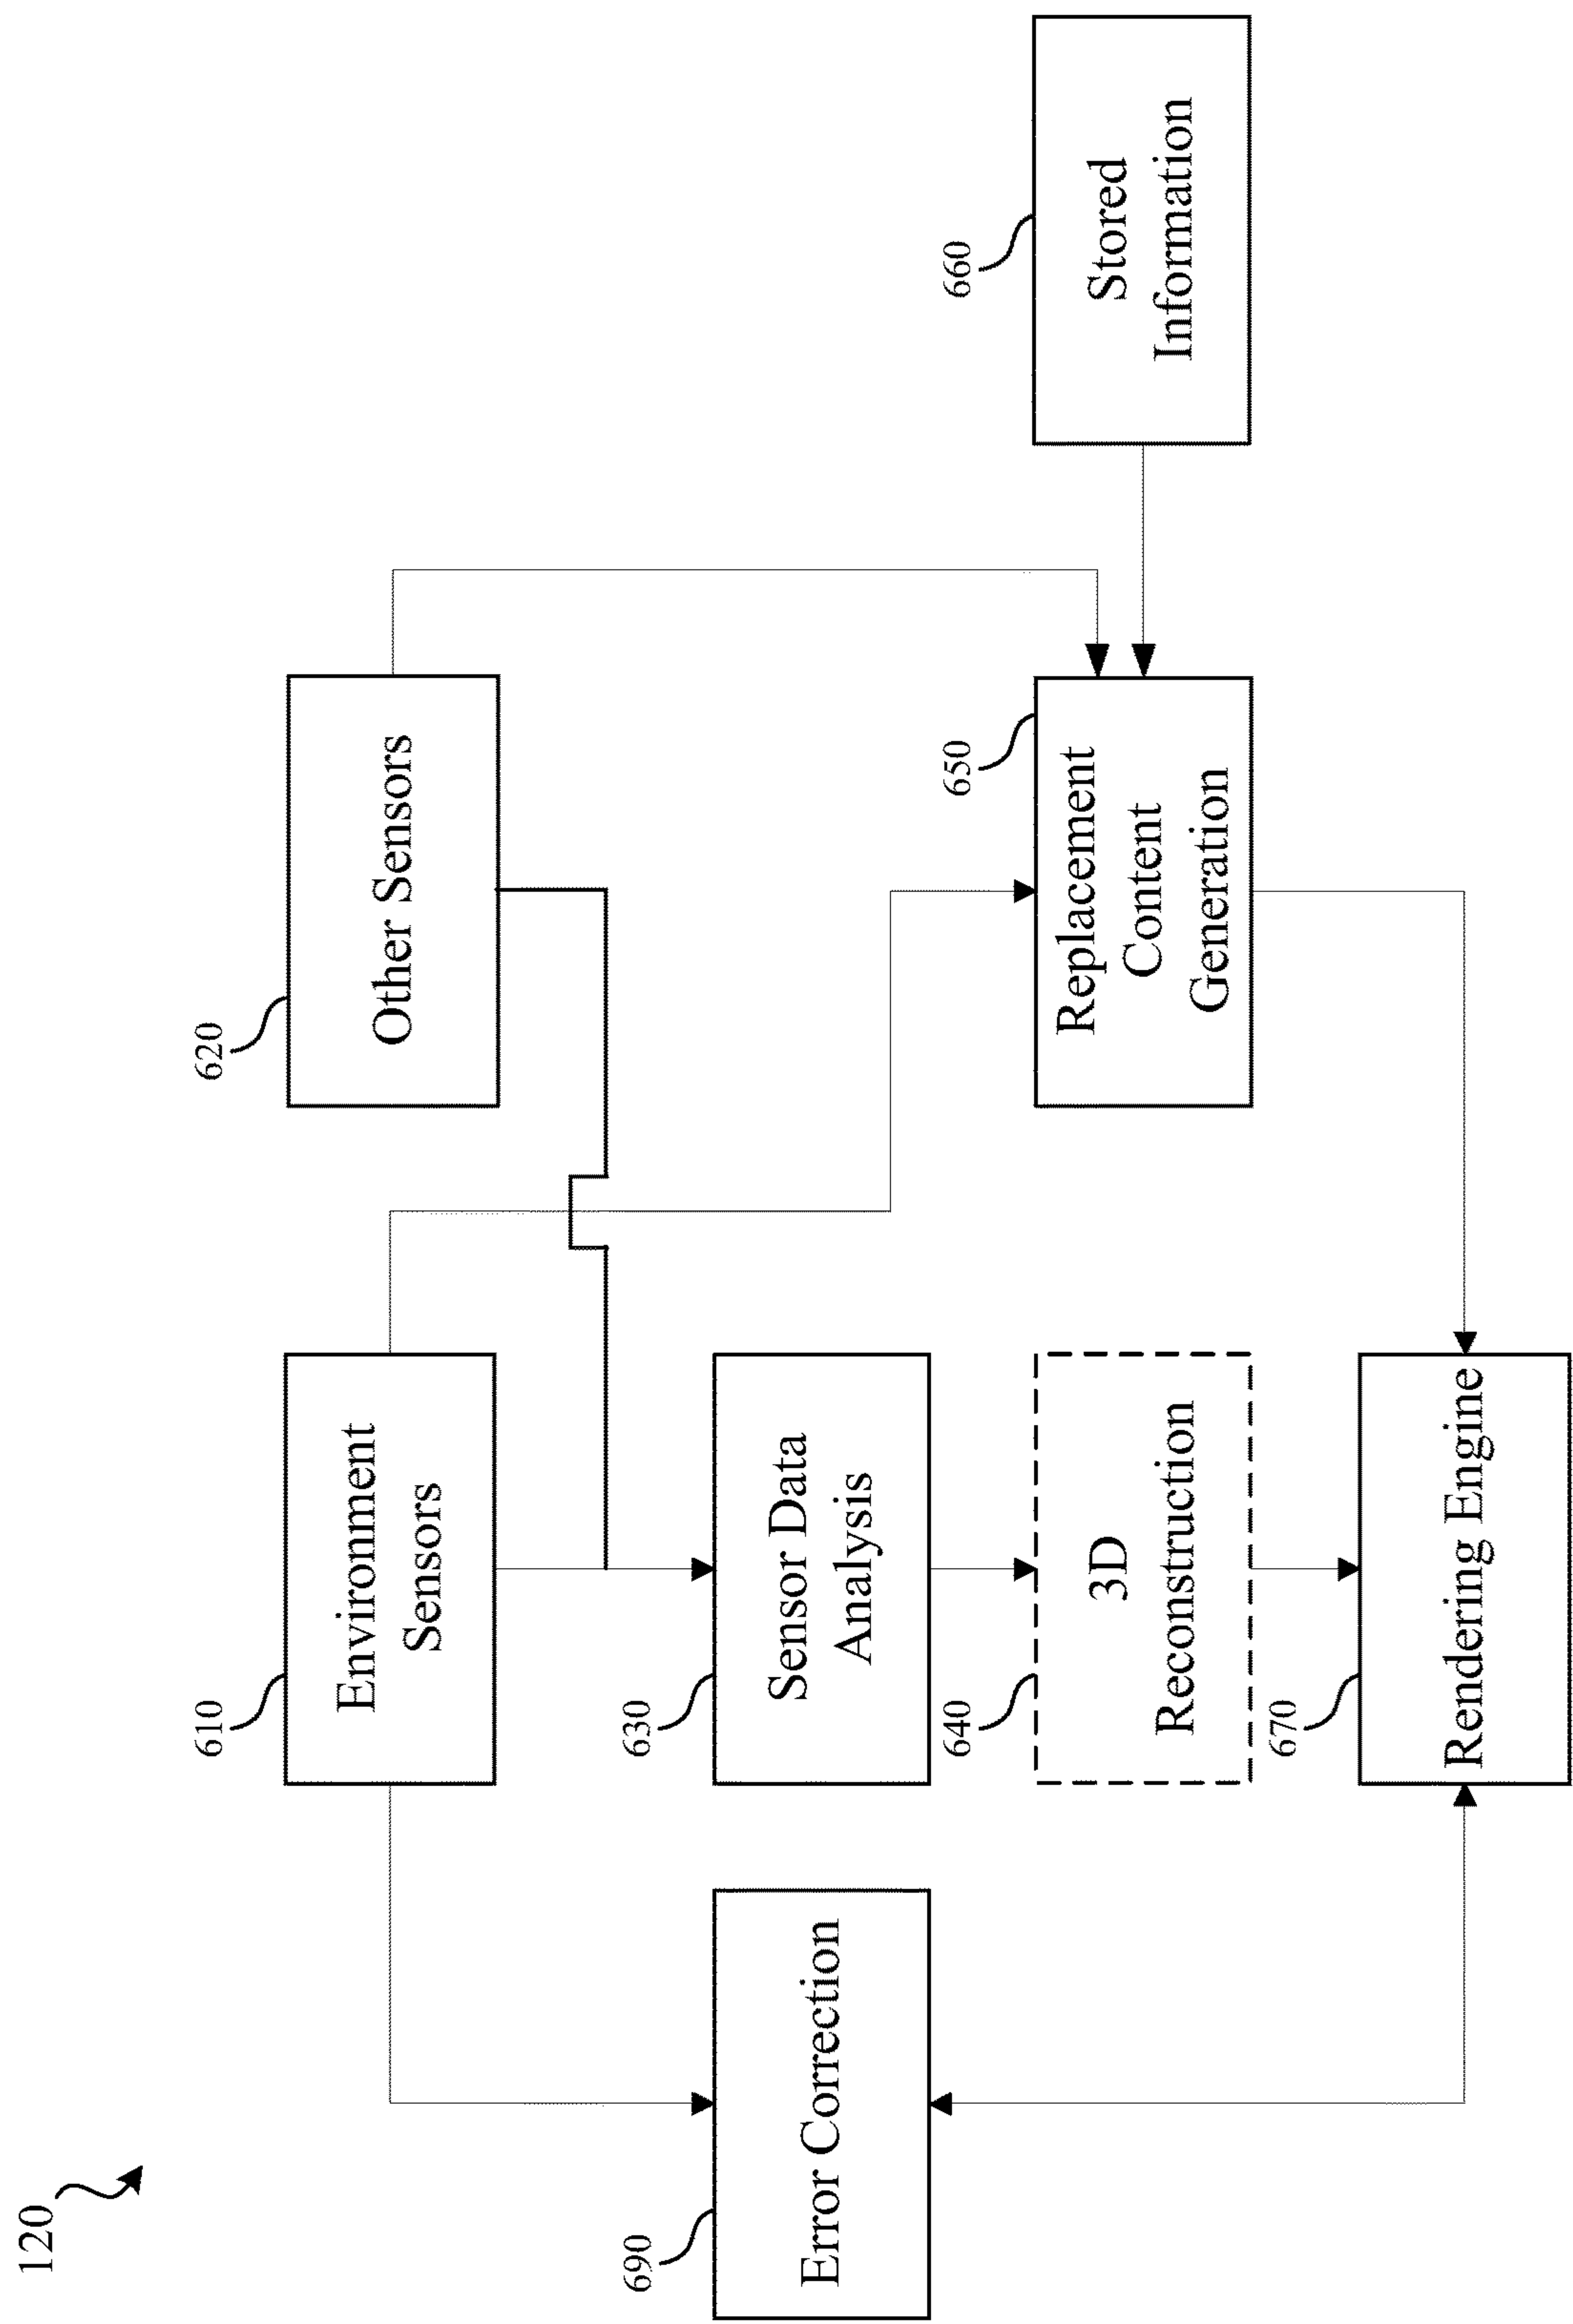 120
610
Environment
Sensors
620
Other Sensors
690
Error Correction
630
Sensor Data
Analysis
640
3D
Reconstruction
650
Replacement
Content
Generation
660
Stored
Information
670
Rendering Engine